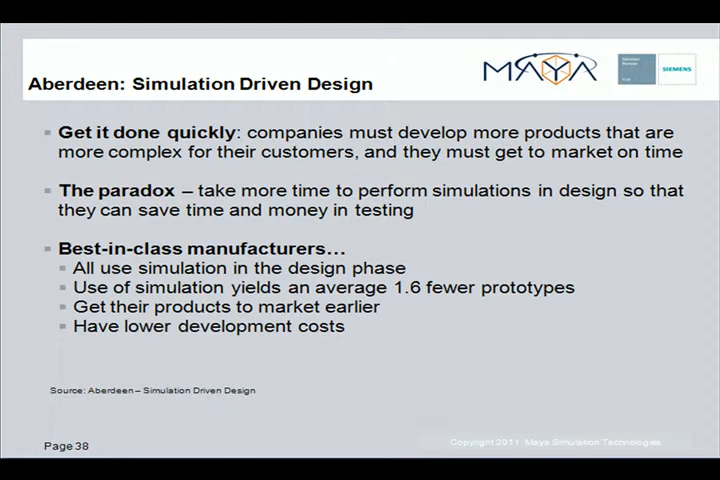 MAYA
SIEMENS
Aberdeen: Simulation Driven Design
Get it done quickly: companies must develop more products that are
more complex for their customers, and they must get to market on time
The paradox – take more time to perform simulations in design so that
they can save time and money in testing
Best-in-class manufacturers…
All use simulation in the design phase
Use of simulation yields an average 1.6 fewer prototypes
Get their products to market earlier
Have lower development costs
Source: Aberdeen – Simulation Driven Design
Page 38
Copyright 2011 Maya Simulation Technologies